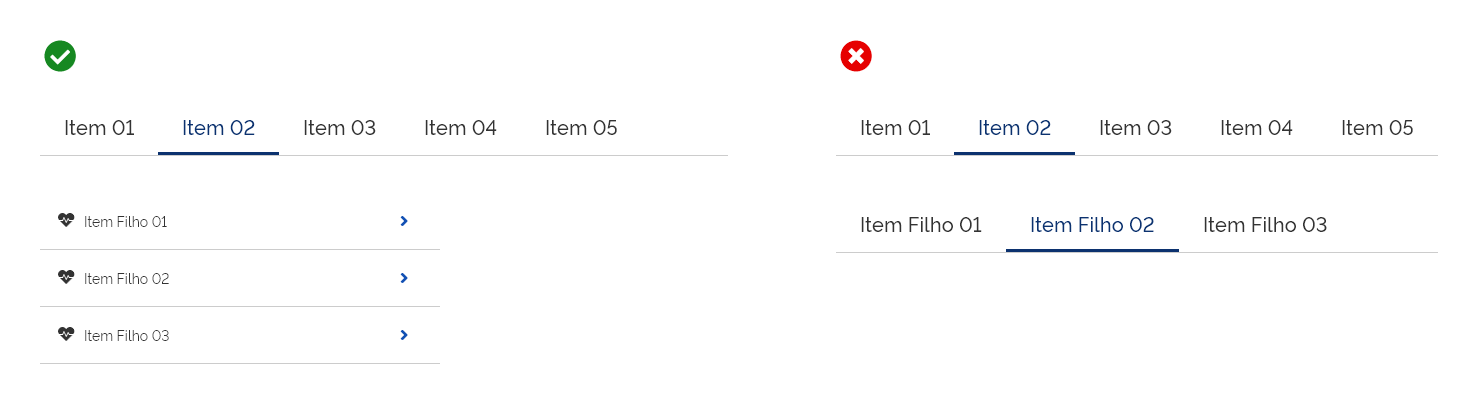 Item 01 Item 02 Item 03 Item 04 Item 05
Item Filho 01
Item Filho 02
Item Filho 03
Item 01 Item 02 Item 03 Item 04 Item 05
Item Filho 01 Item Filho 02 Item Filho 03